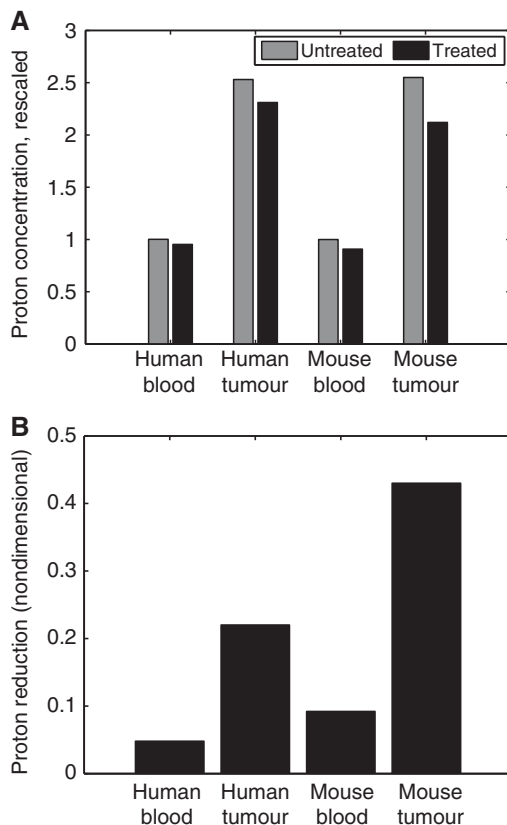 A
Proton concentration, rescaled
3
2.5
2
1.5
1
0.5
0
Untreated
Treated
Human blood
Human tumour
Mouse blood
Mouse tumour
B
Proton reduction (nondimensional)
0.5
0.4
0.3
0.2
0.1
0
Human blood
Human tumour
Mouse blood
Mouse tumour